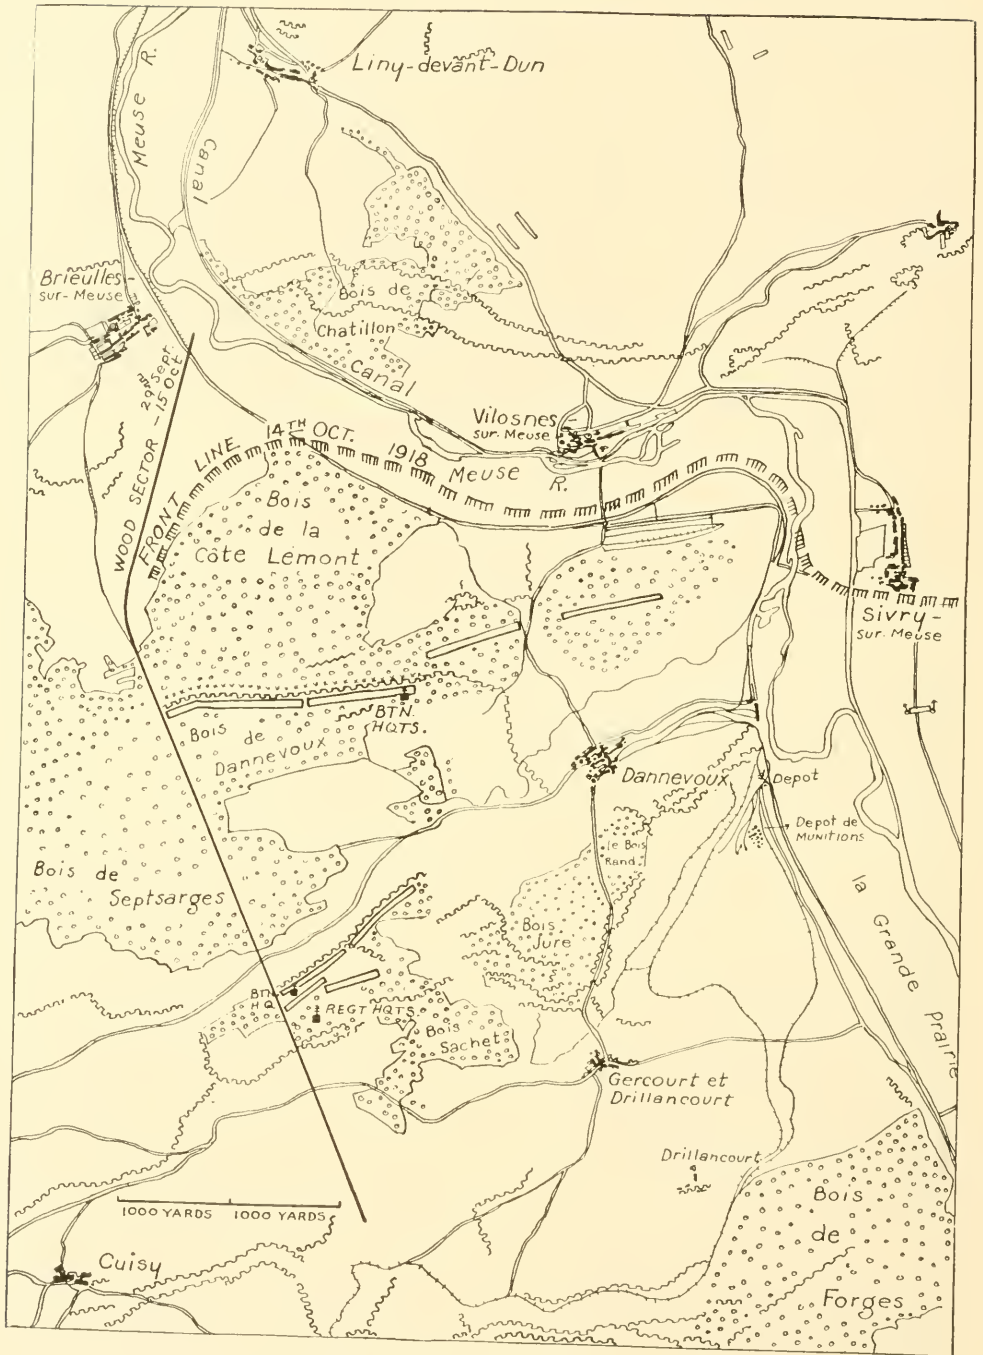 Liny-devant-Dun
Meuse R.
Canal
Brieulles-
sur-Meuse
Bois de
Chatillon
Canal
29 Sept.
WOOD SECTOR - 15 Oct
FRONT LINE 14TH OCT. 1918
Vilosnes
sur. Meuse
Meuse R.
Bois
de la
Côte Lemont
Sivry-
sur. Meuse
BTN.
HQTS.
Bois
de
Dannevoux
Dannevoux
Depot
Depot de
MUNITIONS
le Bois
Rand.
Bois de
Septsarges
Bois
Juré
la Grande Prairie
BTN
HQ
REGT HQTS.
Bois
Sachet
Gercourt et
Drillancourt
Drillancourt
Bois
de
Forges
1000 YARDS 1000 YARDS
Cuisy